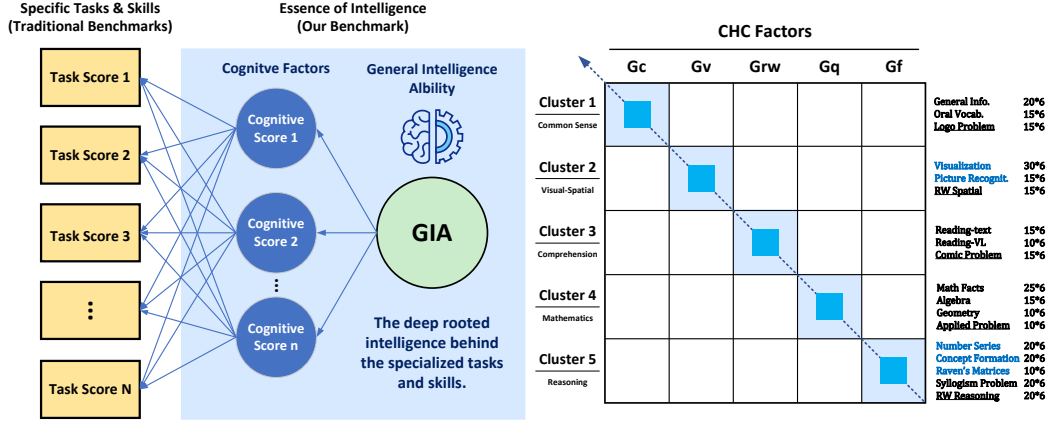 Specific Tasks & Skills
(Traditional Benchmarks)
Task Score 1
Task Score 2
Task Score 3
...
Task Score N
Essence of Intelligence
(Our Benchmark)
Cognitve Factors
Cognitive
Score 1
Cognitive
Score 2
...
Cognitive
Score n
General Intelligence
Albility
GIA
The deep rooted
intelligence behind
the specialized tasks
and skills.
CHC Factors
Gc Gv Grw Gq Gf
Cluster 1
Common Sense
General Info. 20*6
Oral Vocab. 15*6
Logo Problem 15*6
Cluster 2
Visual-Spatial
Visualization 30*6
Picture Recognit. 15*6
RW Spatial 15*6
Cluster 3
Comprehension
Reading-text 15*6
Reading-VL 10*6
Comic Problem 15*6
Cluster 4
Mathematics
Math Facts 25*6
Algebra 15*6
Geometry 10*6
Applied Problem 10*6
Cluster 5
Reasoning
Number Series 20*6
Concept Formation 20*6
Raven's Matrices 10*6
Syllogism Problem 20*6
RW Reasoning 20*6